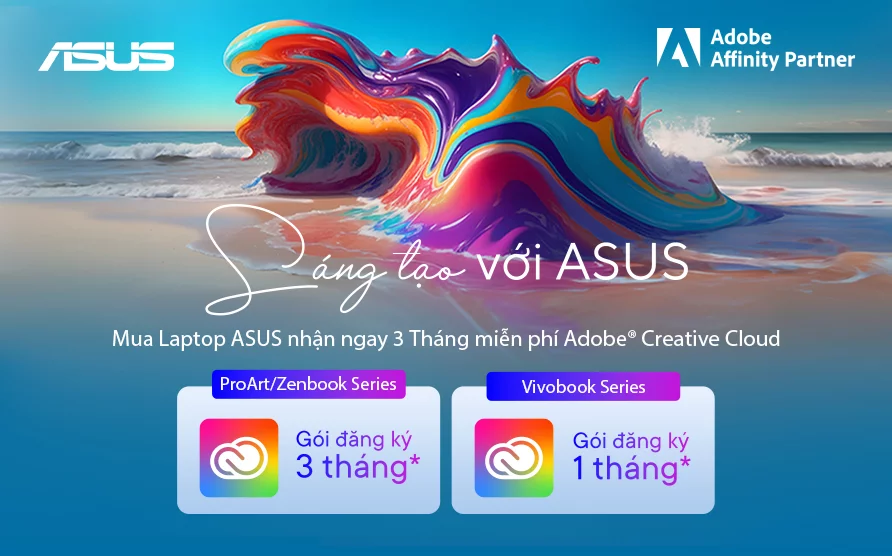 ASUS
Adobe
Affinity Partner
Sáng tạo với ASUS
Mua Laptop ASUS nhận ngay 3 Tháng miễn phí Adobe® Creative Cloud
ProArt/Zenbook Series
Gói đăng ký
3 tháng*
Vivobook Series
Gói đăng ký
1 tháng*